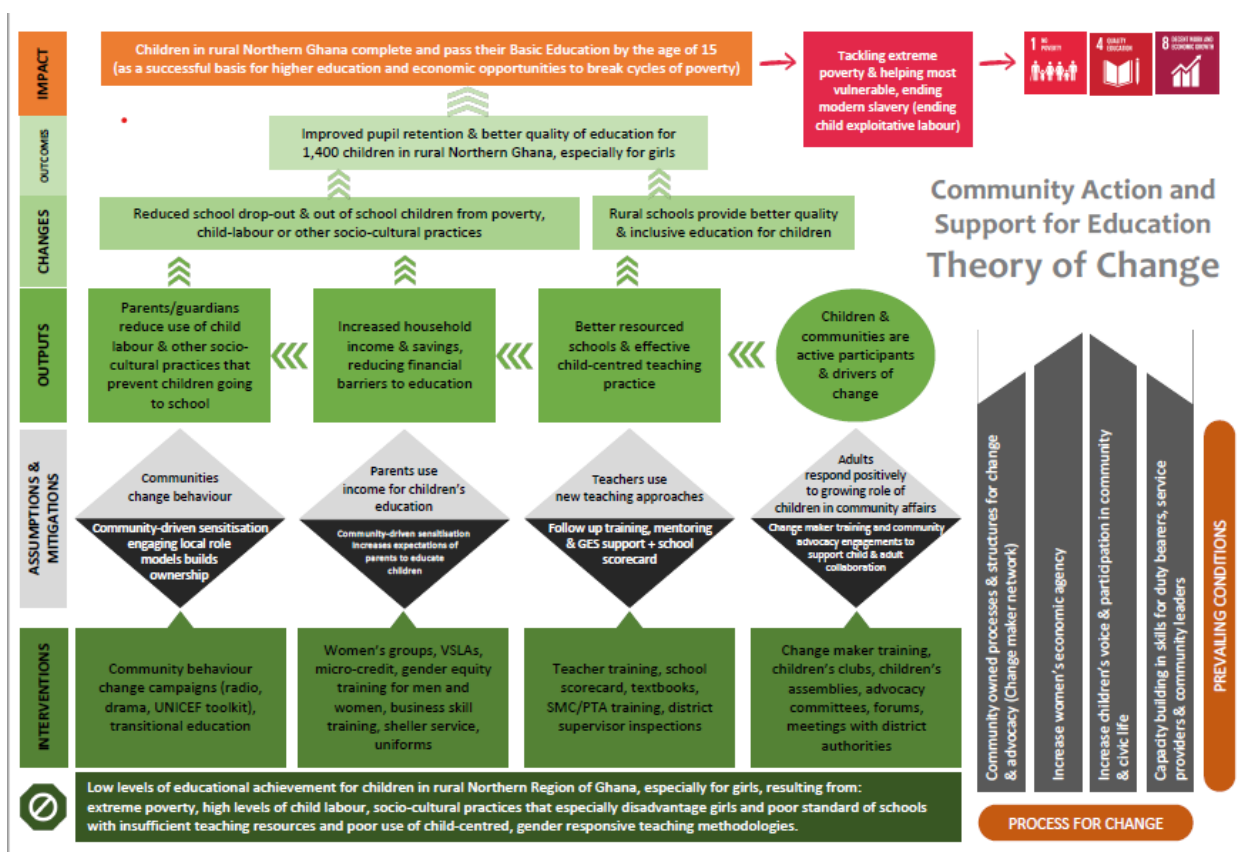 IMPACT
Children in rural Northern Ghana complete and pass their Basic Education by the age of 15
(as a successful basis for higher education and economic opportunities to break cycles of poverty)
Tackling extreme
poverty & helping most
vulnerable, ending
modern slavery (ending
child exploitative labour)
1 NO
POVERTY
4 QUALITY
EDUCATION
8 DECENT WORK AND
ECONOMIC GROWTH
OUTCOMES
Improved pupil retention & better quality of education for
1,400 children in rural Northern Ghana, especially for girls
Community Action and
Support for Education
Theory of Change
CHANGES
Reduced school drop-out & out of school children from poverty,
child-labour or other socio-cultural practices
Rural schools provide better quality
& inclusive education for children
OUTPUTS
Parents/guardians
reduce use of child
labour & other socio-
cultural practices that
prevent children going
to school
Increased household
income & savings,
reducing financial
barriers to education
Better resourced
schools & effective
child-centred teaching
practice
Children &
communities are
active participants
& drivers of
change
ASSUMPTIONS &
MITIGATIONS
Communities
change behaviour
Community-driven sensitisation
engaging local role
models builds
ownership
Parents use
income for children's
education
Community-driven sensitisation
increases expectations of
parents to educate
children
Teachers use
new teaching approaches
Follow up training, mentoring
& GES support + school
scorecard
Adults
respond positively
to growing role of
children in community affairs
Change maker training and community
advocacy engagements to
support child & adult
collaboration
INTERVENTIONS
Community behaviour
change campaigns (radio,
drama, UNICEF toolkit),
transitional education
Women's groups, VSLAs,
micro-credit, gender equity
training for men and
women, business skill
training, sheller service,
uniforms
Teacher training, school
scorecard, textbooks,
SMC/PTA training, district
supervisor inspections
Change maker training,
children's clubs, children's
assemblies, advocacy
committees, forums,
meetings with district
authorities
Low levels of educational achievement for children in rural Northern Region of Ghana, especially for girls, resulting from:
extreme poverty, high levels of child labour, socio-cultural practices that especially disadvantage girls and poor standard of schools
with insufficient teaching resources and poor use of child-centred, gender responsive teaching methodologies.
Community owned processes & structures for change
& advocacy (Change maker network)
Increase women's economic agency
Increase children's voice & participation in community
& civic life
Capacity building in skills for duty bearers, service
providers & community leaders
PREVAILING CONDITIONS
PROCESS FOR CHANGE